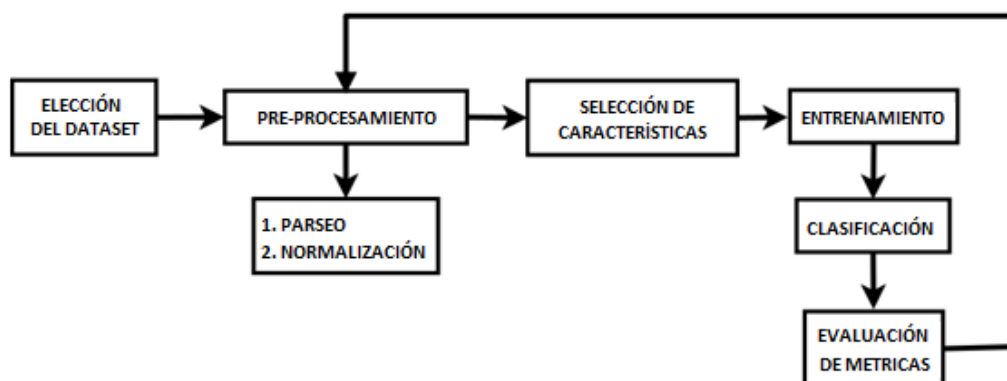 ELECCIÓN
DEL DATASET
PRE-PROCESAMIENTO
1. PARSEO
2. NORMALIZACIÓN
SELECCIÓN DE
CARACTERÍSTICAS
ENTRENAMIENTO
CLASIFICACIÓN
EVALUACIÓN
DE METRICAS